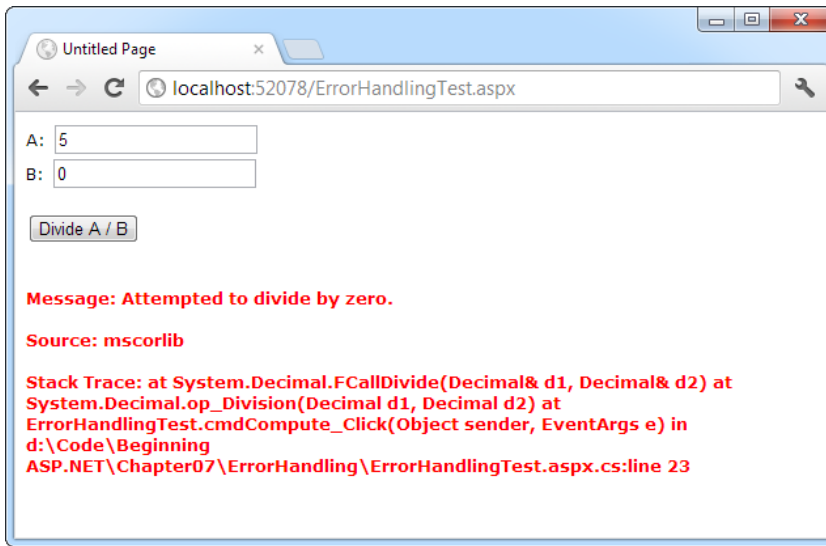 Untitled Page
localhost:52078/ErrorHandlingTest.aspx
A: 5
B: 0
Divide A / B
Message: Attempted to divide by zero.
Source: mscorlib
Stack Trace: at System.Decimal.FCallDivide(Decimal& d1, Decimal& d2) at
System.Decimal.op_Division(Decimal d1, Decimal d2) at
ErrorHandlingTest.cmdCompute_Click(Object sender, EventArgs e) in
d:\Code\Beginning
ASP.NET\Chapter07\ErrorHandling\ErrorHandlingTest.aspx.cs:line 23